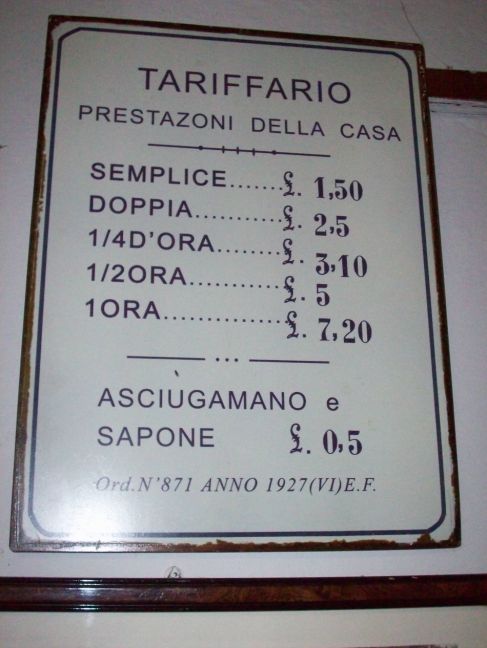 TARIFFARIO
PRESTAZONI DELLA CASA
SEMPLICE.......£. 1,50
DOPPIA...........£. 2,5
1/4D'ORA........£. 3,10
1/2ORA............£. 5
1ORA...............£. 7,20
ASCIUGAMANO e
SAPONE £. 0,5
Ord.N'871 ANNO 1927(VI)E.F.